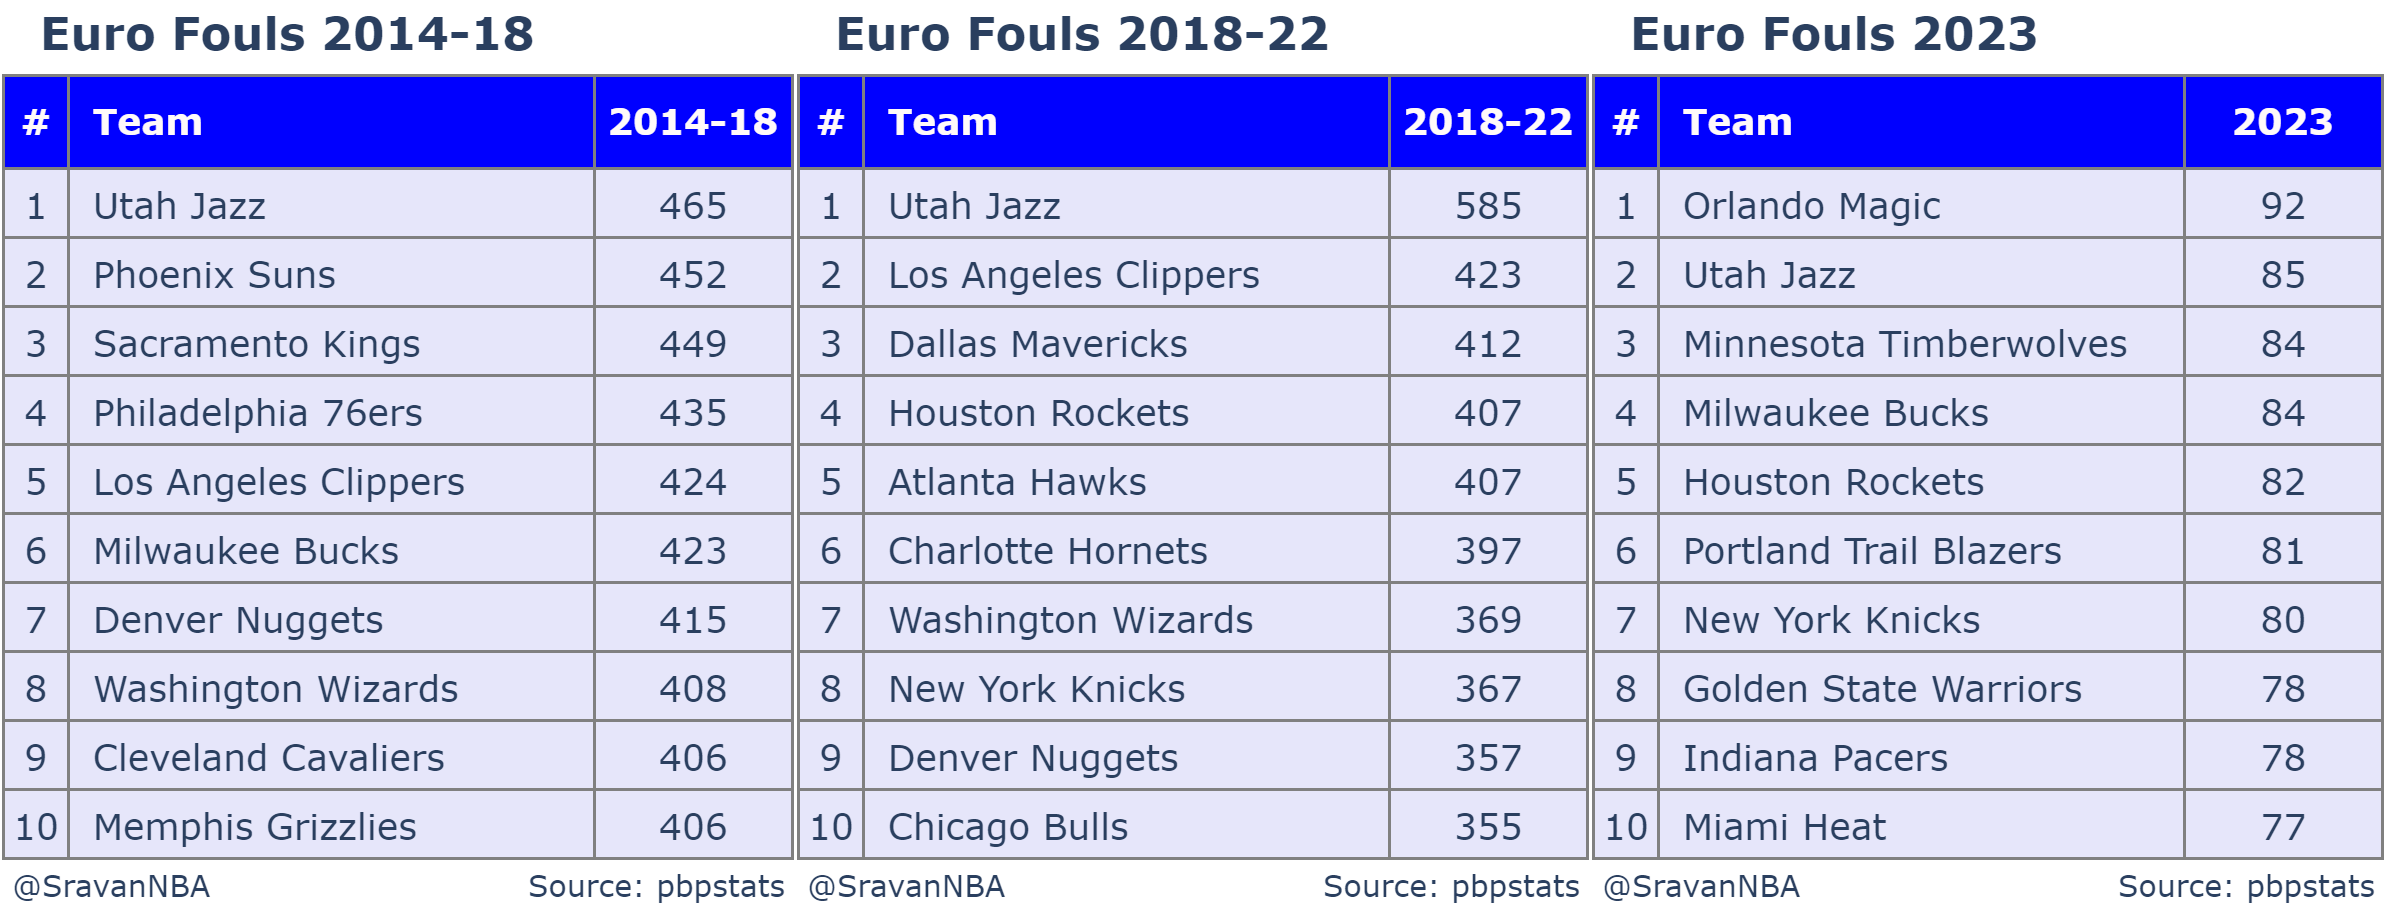 Euro Fouls 2014-18
# Team 2014-18
1 Utah Jazz 465
2 Phoenix Suns 452
3 Sacramento Kings 449
4 Philadelphia 76ers 435
5 Los Angeles Clippers 424
6 Milwaukee Bucks 423
7 Denver Nuggets 415
8 Washington Wizards 408
9 Cleveland Cavaliers 406
10 Memphis Grizzlies 406
@SravanNBA Source: pbpstats
Euro Fouls 2018-22
# Team 2018-22
1 Utah Jazz 585
2 Los Angeles Clippers 423
3 Dallas Mavericks 412
4 Houston Rockets 407
5 Atlanta Hawks 407
6 Charlotte Hornets 397
7 Washington Wizards 369
8 New York Knicks 367
9 Denver Nuggets 357
10 Chicago Bulls 355
@SravanNBA Source: pbpstats
Euro Fouls 2023
# Team 2023
1 Orlando Magic 92
2 Utah Jazz 85
3 Minnesota Timberwolves 84
4 Milwaukee Bucks 84
5 Houston Rockets 82
6 Portland Trail Blazers 81
7 New York Knicks 80
8 Golden State Warriors 78
9 Indiana Pacers 78
10 Miami Heat 77
@SravanNBA Source: pbpstats